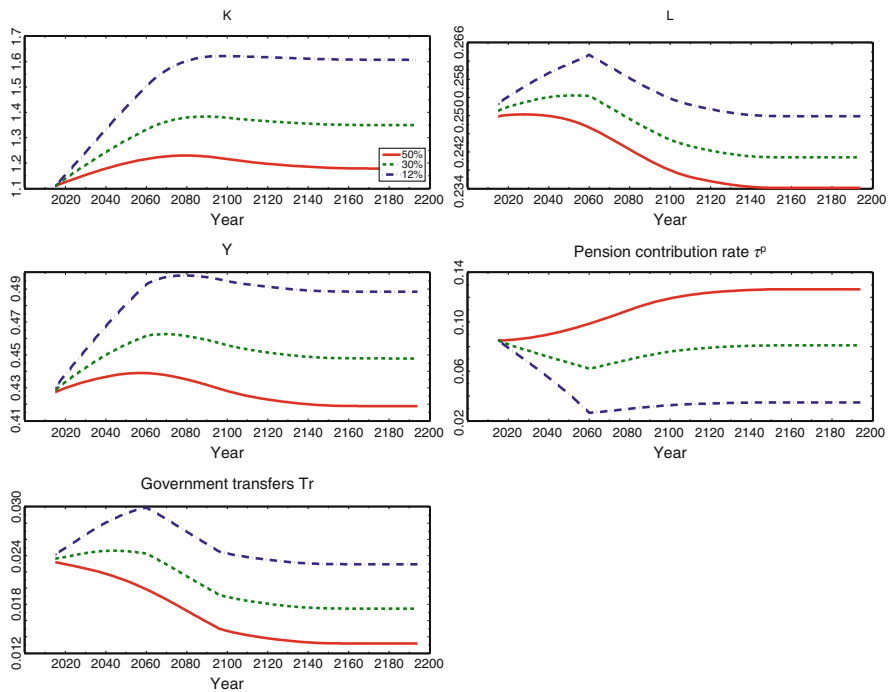 K
1.7
1.6
1.5
1.4
1.3
1.2
1.1
50%
30%
12%
2020 2040 2060 2080 2100 2120 2140 2160 2180 2200
Year
L
0.266
0.258
0.250
0.242
0.234
2020 2040 2060 2080 2100 2120 2140 2160 2180 2200
Year
Y
0.49
0.47
0.45
0.43
0.41
2020 2040 2060 2080 2100 2120 2140 2160 2180 2200
Year
Pension contribution rate τᵖ
0.14
0.10
0.06
0.02
2020 2040 2060 2080 2100 2120 2140 2160 2180 2200
Year
Government transfers Tr
0.030
0.024
0.018
0.012
2020 2040 2060 2080 2100 2120 2140 2160 2180 2200
Year